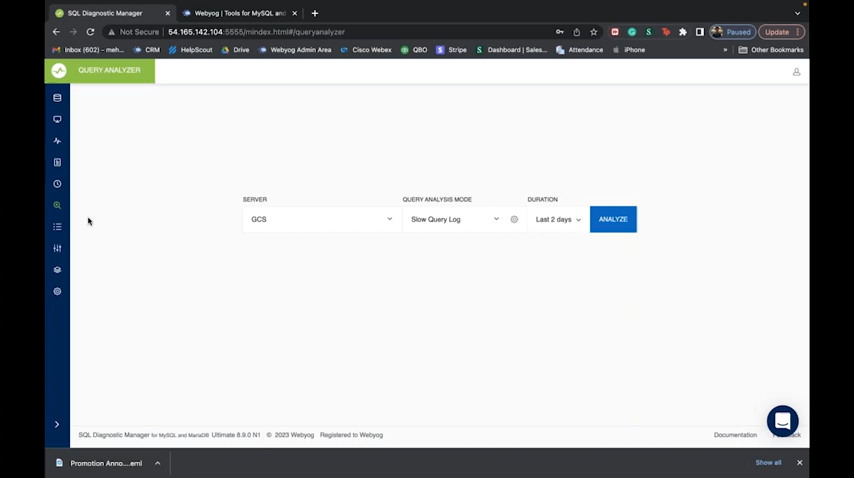 SQL Diagnostic Manager
Webyog | Tools for MySQL and
Not Secure 54.165.142.104:5555/mindex.html#/queryanalyzer
Paused
Update
Inbox (602) - meh...
CRM
HelpScout
Drive
Webyog Admin Area
Cisco Webex
QBO
Stripe
Dashboard | Sales...
Attendance
iPhone
Other Bookmarks
QUERY ANALYZER
SERVER
QUERY ANALYSIS MODE
DURATION
GCS
Slow Query Log
Last 2 days
ANALYZE
SQL Diagnostic Manager for MySQL and MariaDB Ultimate 8.9.0 N1 © 2023 Webyog Registered to Webyog
Documentation
Promotion Anno....eml
Show all